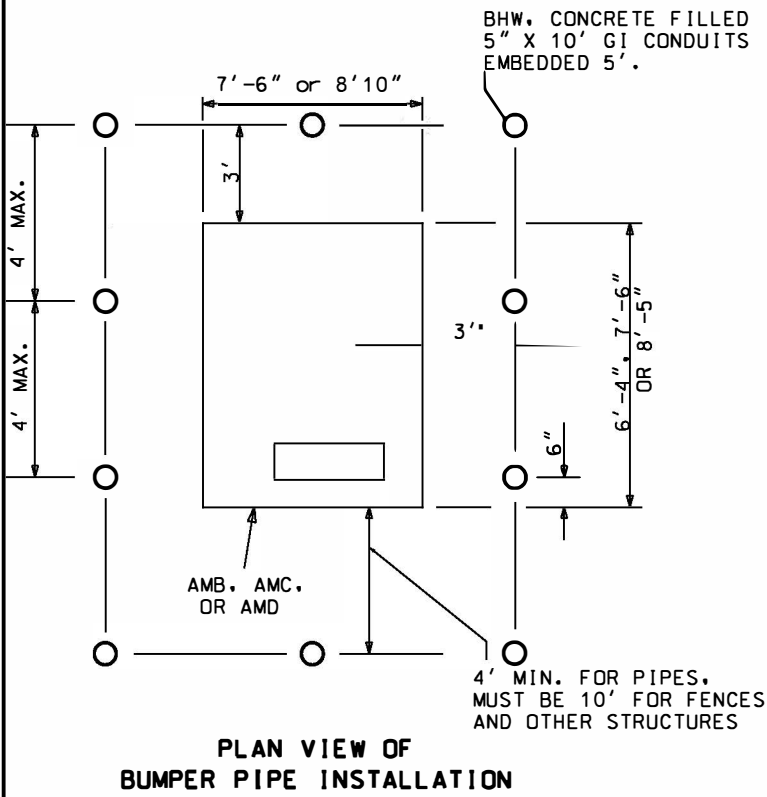 BHW. CONCRETE FILLED
5" X 10' GI CONDUITS
EMBEDDED 5'.
7'-6" or 8'10"
3'
4' MAX.
4' MAX.
3'"
6'-4", 7'-6"
OR 8'-5"
6"
AMB, AMC,
OR AMD
4' MIN. FOR PIPES.
MUST BE 10' FOR FENCES
AND OTHER STRUCTURES
PLAN VIEW OF
BUMPER PIPE INSTALLATION